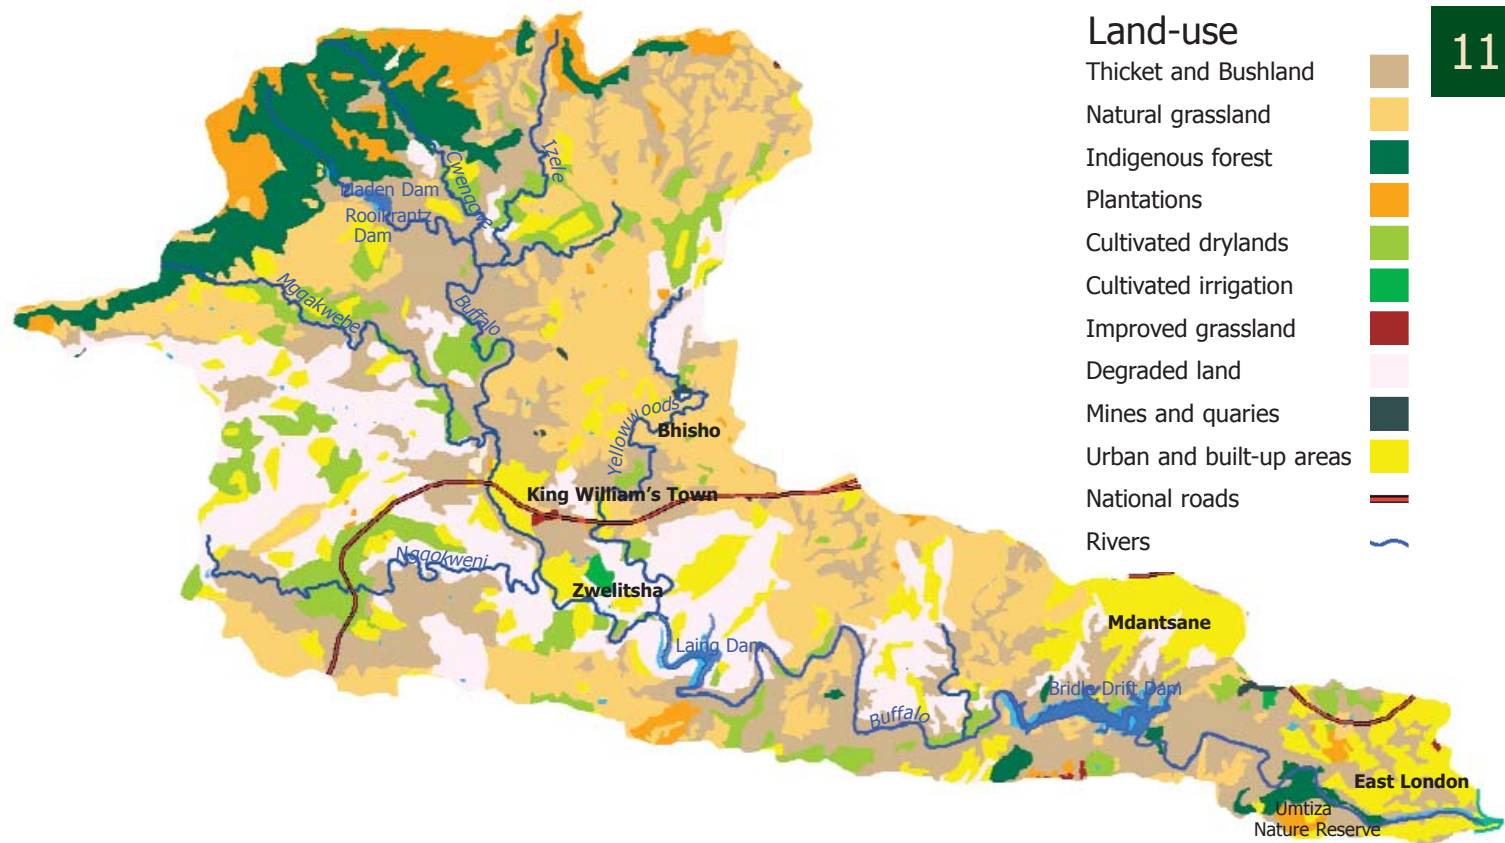 Land-use
11
Thicket and Bushland
Natural grassland
Indigenous forest
Plantations
Cultivated drylands
Cultivated irrigation
Improved grassland
Degraded land
Mines and quaries
Urban and built-up areas
National roads
Rivers
Izele
Cwengcwe
Maden Dam
Rooikrantz
Dam
Mgqakwebe
Buffalo
Yellowwoods
Bhisho
King William's Town
Ngqokweni
Zwelitsha
Mdantsane
Laing Dam
Bridle Drift Dam
Buffalo
East London
Umtiza
Nature Reserve